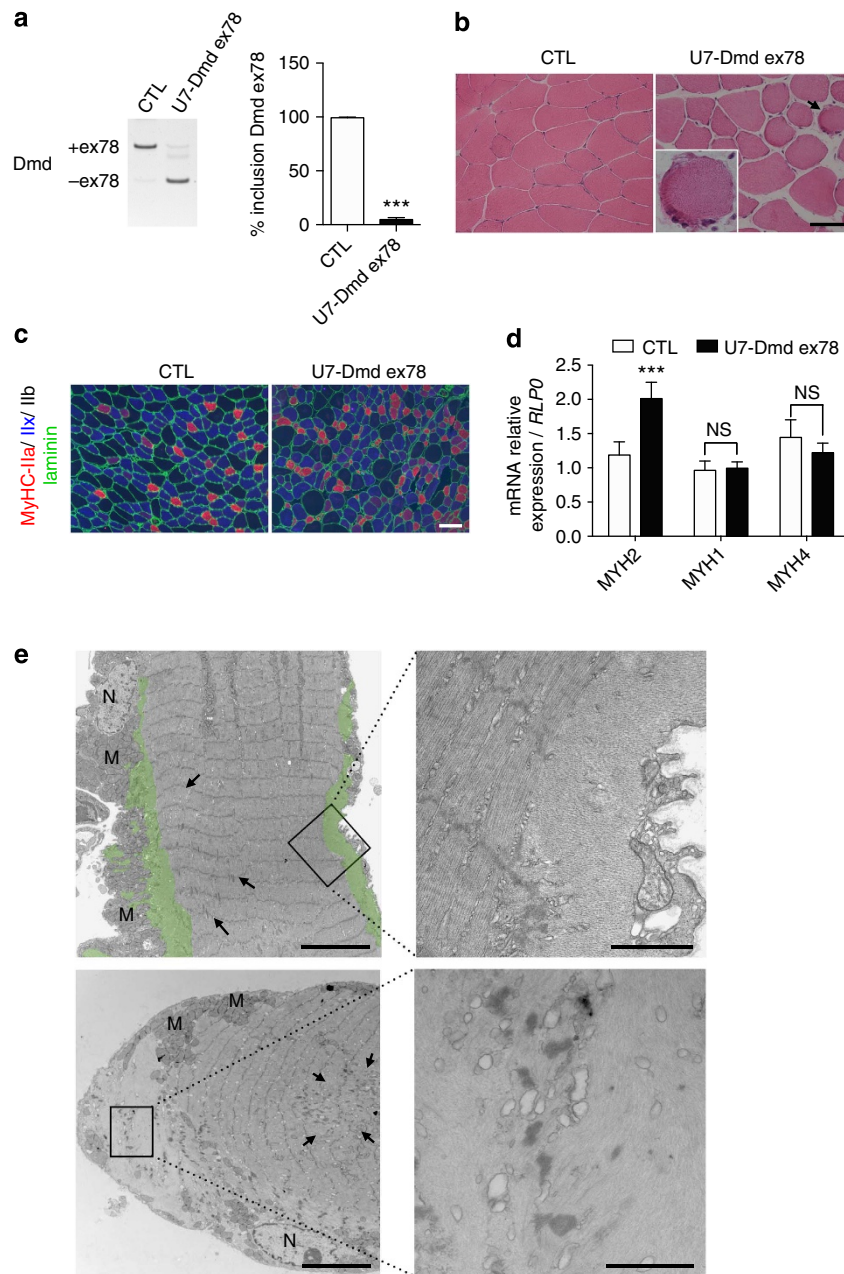 a
CTL
U7-Dmd ex78
Dmd
+ex78
–ex78
% inclusion Dmd ex78
150
100
50
0
***
CTL
U7-Dmd ex78
b
CTL
U7-Dmd ex78
c
CTL
U7-Dmd ex78
MyHC-IIa/ IIx/ IIb
laminin
d
CTL
U7-Dmd ex78
mRNA relative
expression / RLP0
2.5
2.0
1.5
1.0
0.5
0.0
***
NS
NS
MYH2
MYH1
MYH4
e
N
M
M
M
M
N